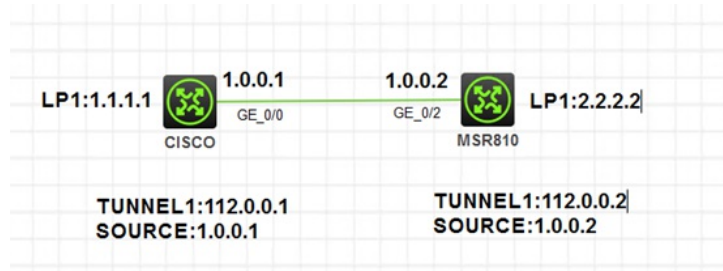 1.0.0.1
1.0.0.2
LP1:1.1.1.1
LP1:2.2.2.2
GE_0/0
GE_0/2
CISCO
MSR810
TUNNEL1:112.0.0.1
SOURCE:1.0.0.1
TUNNEL1:112.0.0.2
SOURCE:1.0.0.2